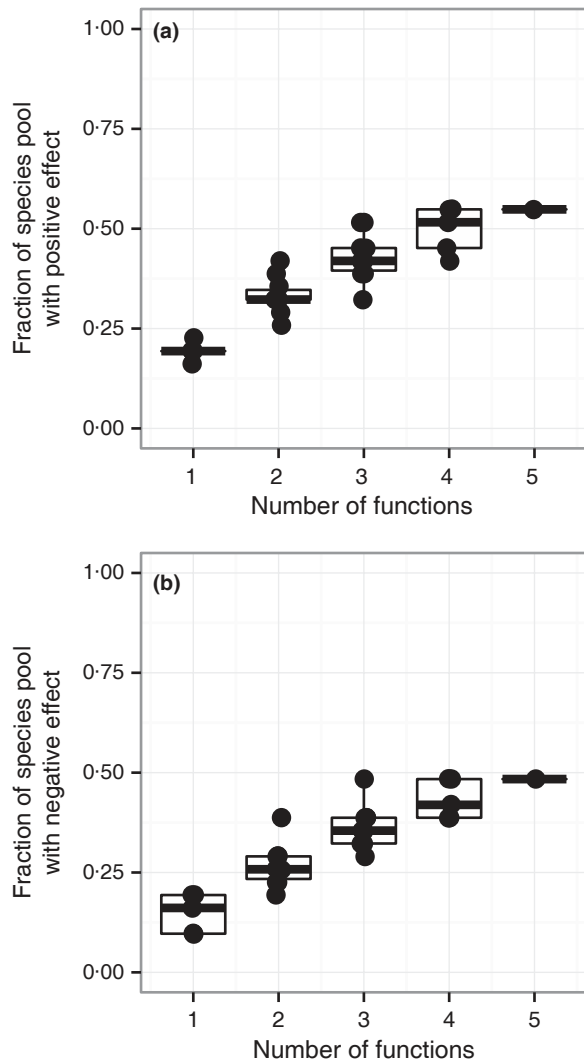 (a)
1·00
0·75
0·50
0·25
0·00
Fraction of species pool
with positive effect
1 2 3 4 5
Number of functions
(b)
1·00
0·75
0·50
0·25
0·00
Fraction of species pool
with negative effect
1 2 3 4 5
Number of functions